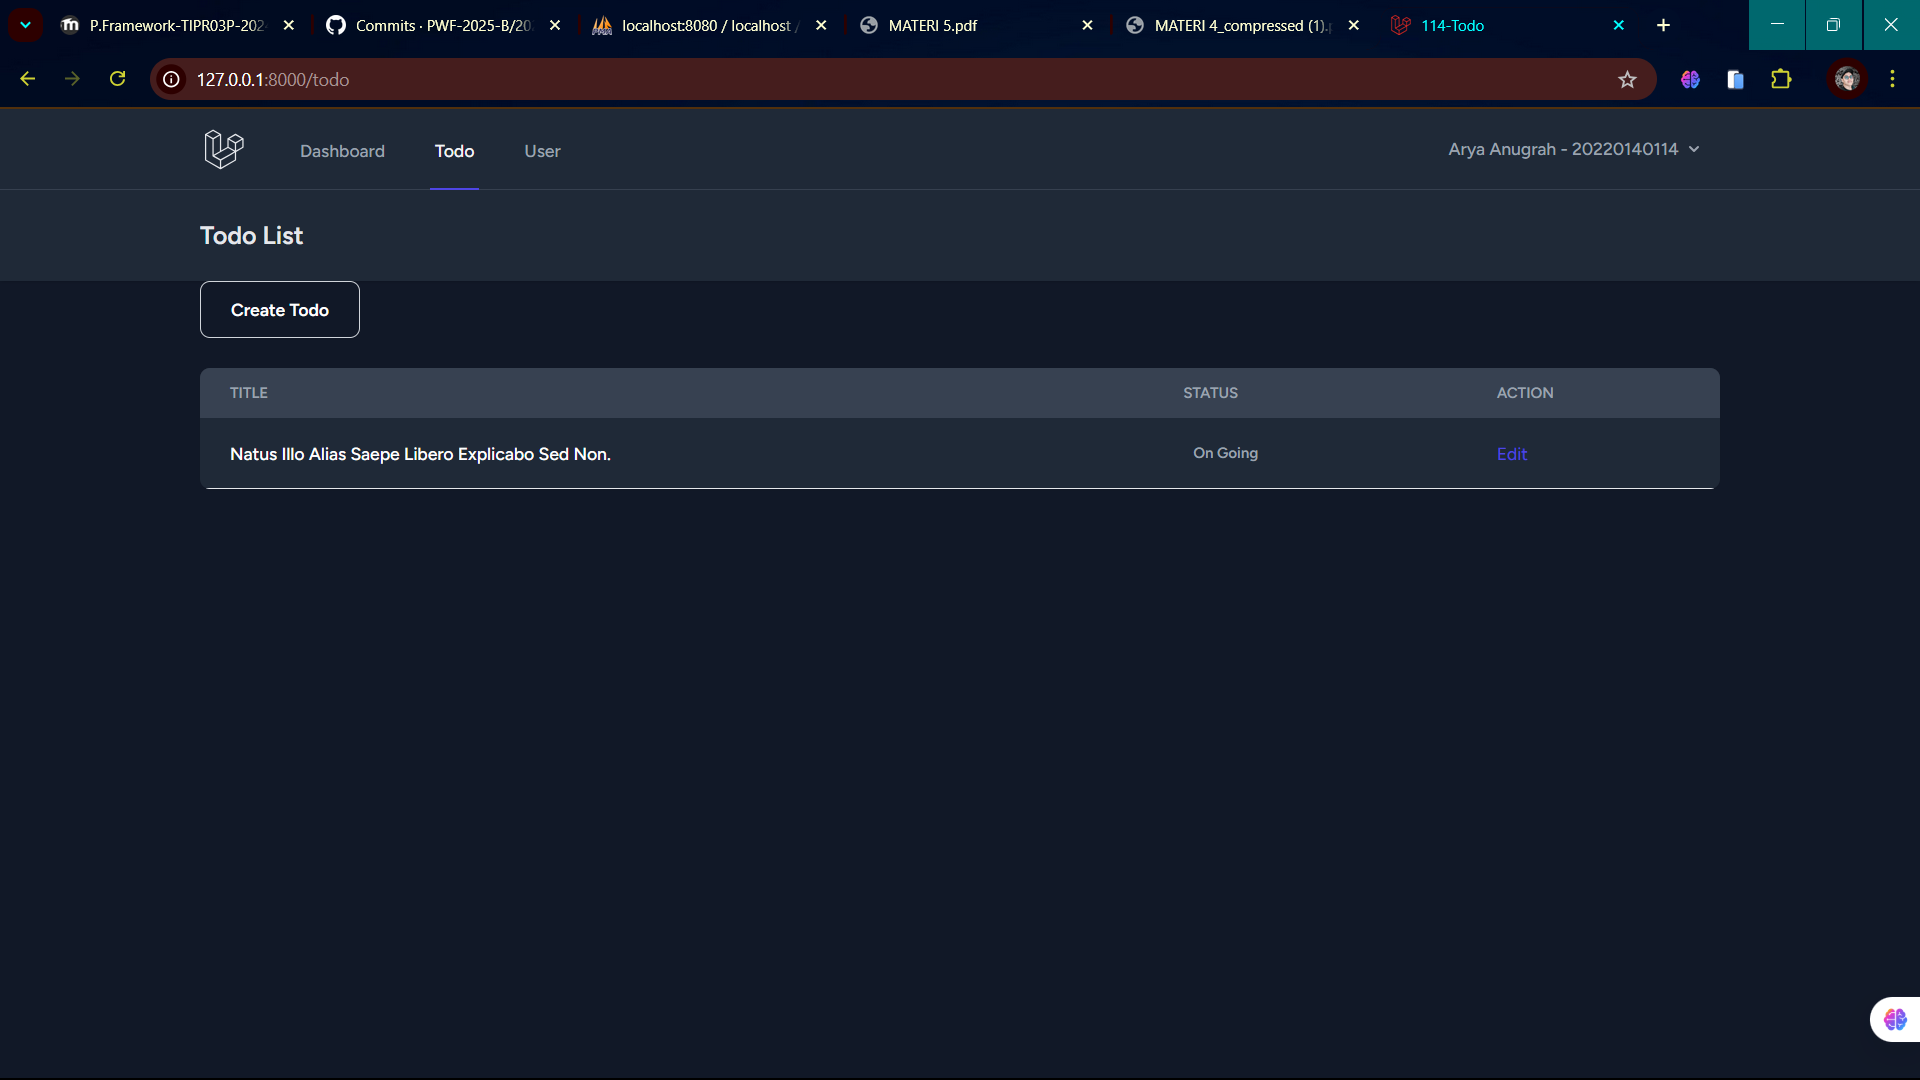 P.Framework-TIPR03P-202
Commits · PWF-2025-B/20
localhost:8080 / localhost /
MATERI 5.pdf
MATERI 4_compressed (1).p
114-Todo
127.0.0.1:8000/todo
Dashboard
Todo
User
Arya Anugrah - 20220140114
Todo List
Create Todo
TITLE
STATUS
ACTION
Natus Illo Alias Saepe Libero Explicabo Sed Non.
On Going
Edit